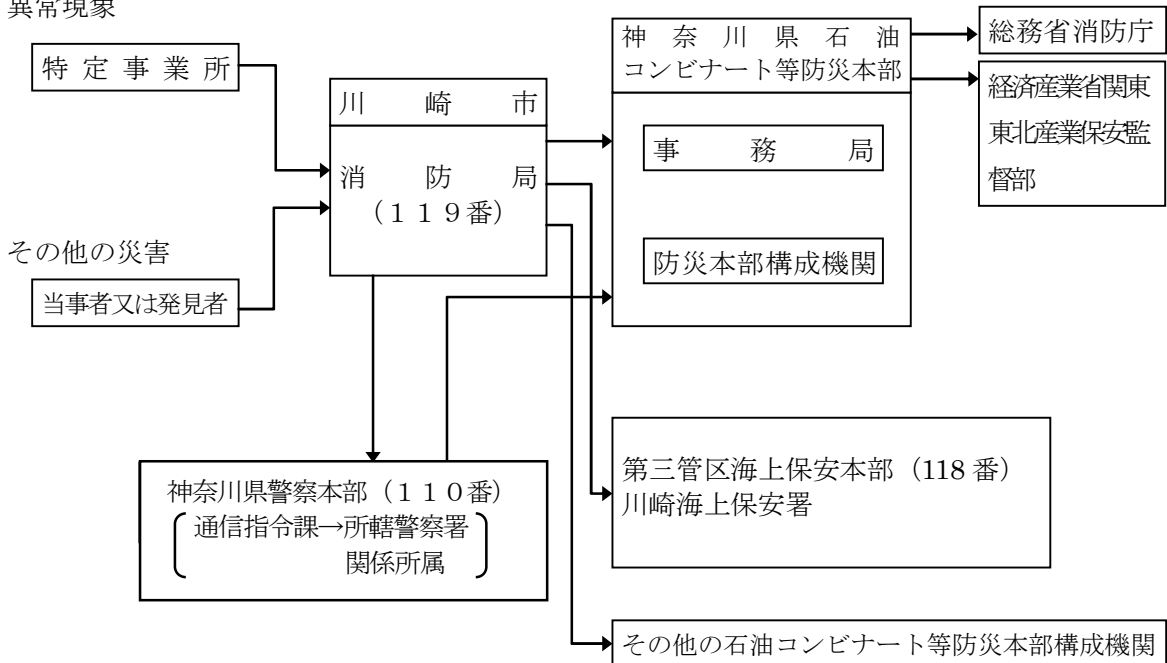 異常現象
特定事業所
その他の災害
当事者又は発見者
川崎市
消防局
（１１９番）
神奈川県警察本部（１１０番）
通信指令課→所轄警察署
関係所属
神奈川県石油
コンビナート等防災本部
事務局
防災本部構成機関
総務省消防庁
経済産業省関東
東北産業保安監
督部
第三管区海上保安本部（118 番）
川崎海上保安署
その他の石油コンビナート等防災本部構成機関